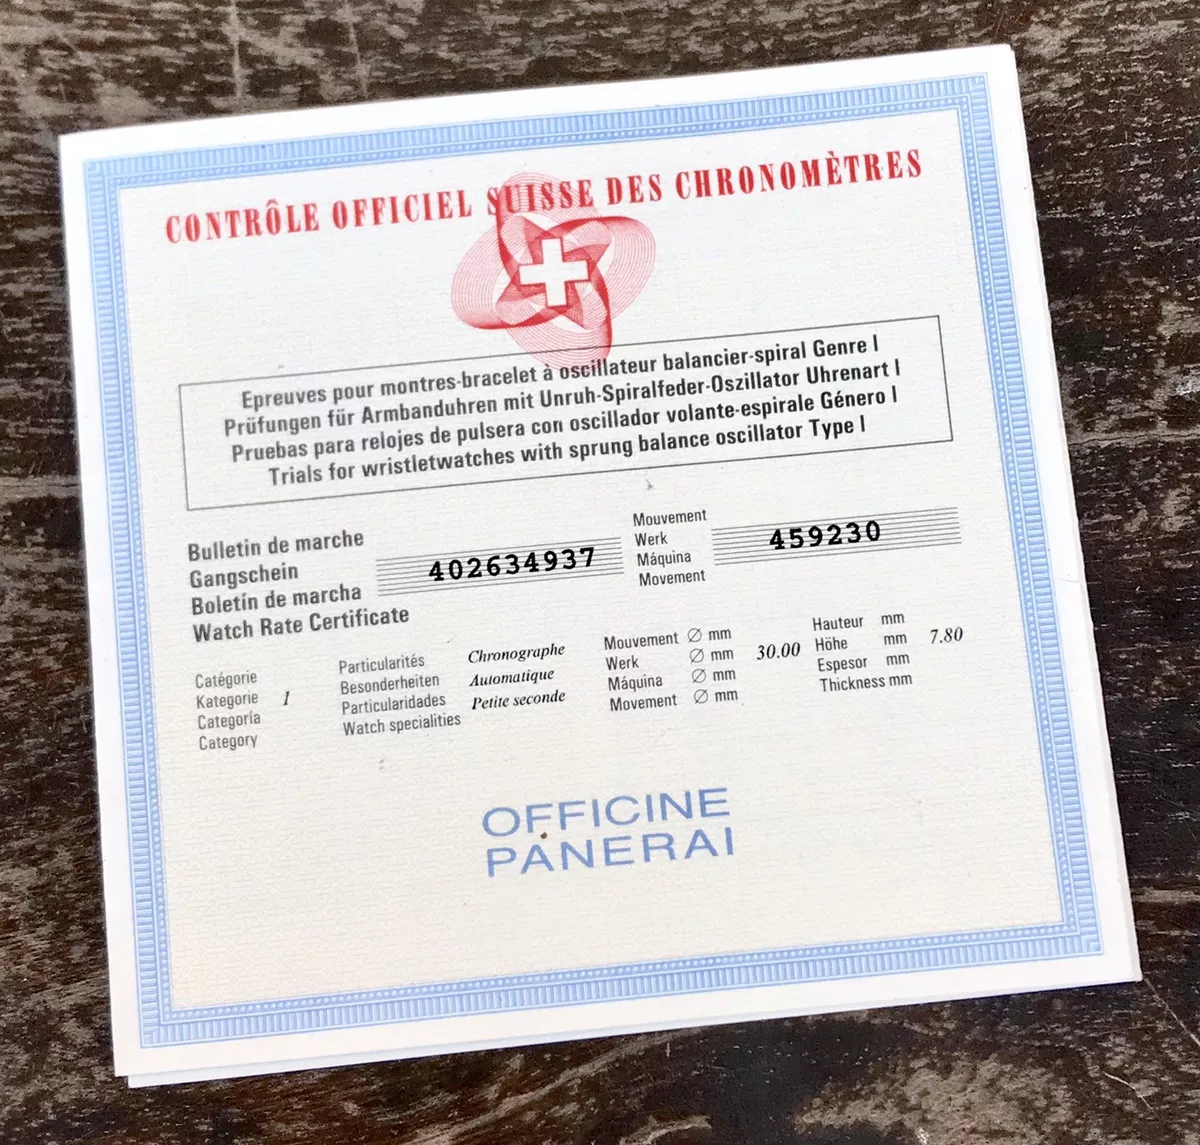 CONTRÔLE OFFICIEL SUISSE DES CHRONOMÈTRES
Epreuves pour montres-bracelet à oscillateur balancier-spiral Genre I
Prüfungen für Armbanduhren mit Unruh-Spiralfeder-Oszillator Uhrenart I
Pruebas para relojes de pulsera con oscillador volante-espirale Género I
Trials for wristletwatches with sprung balance oscillator Type I
Bulletin de marche
Gangschein
Boletín de marcha
Watch Rate Certificate
402634937
Mouvement
Werk
Máquina
Movement
459230
Catégorie
Kategorie
Categoría
Category
1
Particularités
Besonderheiten
Particularidades
Watch specialities
Chronographe
Automatique
Petite seconde
Mouvement ∅ mm
Werk ∅ mm
Máquina ∅ mm
Movement ∅ mm
30.00
Hauteur mm
Höhe mm
Espesor mm
Thickness mm
7.80
OFFICINE
PANERAI